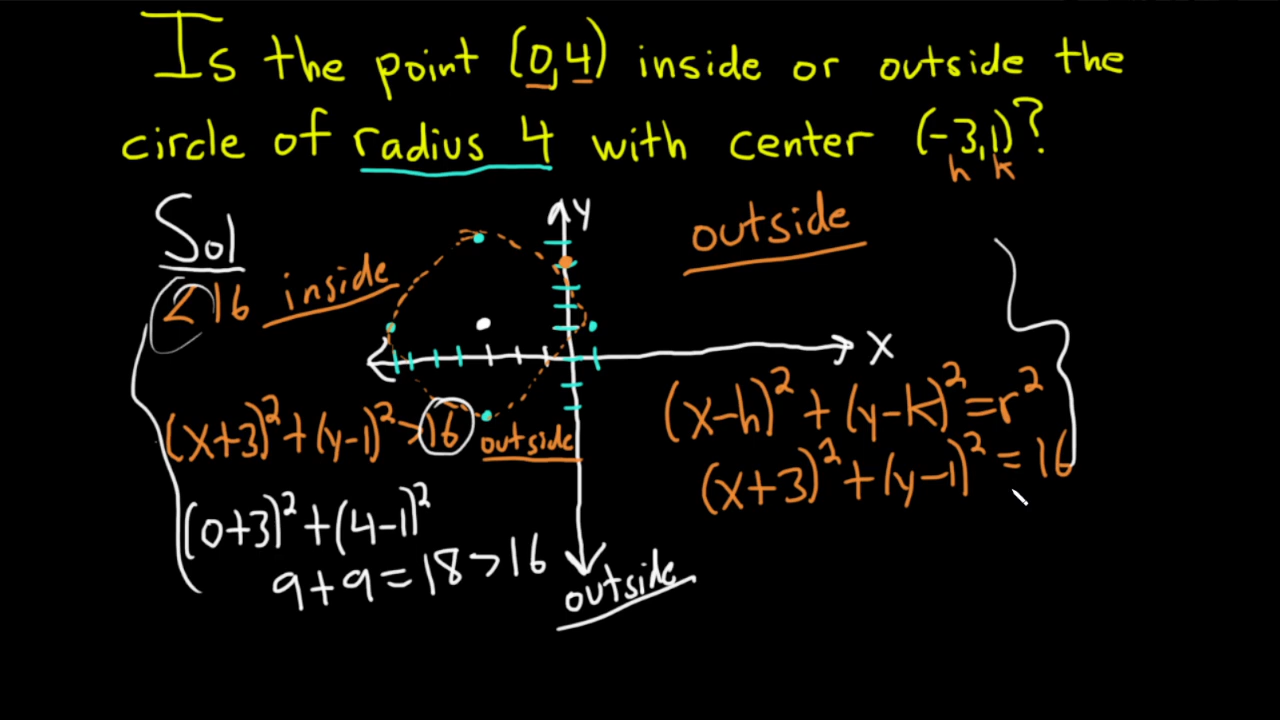 Is the point (0,4) inside or outside the
circle of radius 4 with center (-3,1)?
h k
Sol
<16 inside
y
outside
x
(x+3)²+(y-1)²>16 outside
(0+3)²+(4-1)²
9+9=18>16
outside
(x-h)²+(y-k)²=r²
(x+3)²+(y-1)²=16